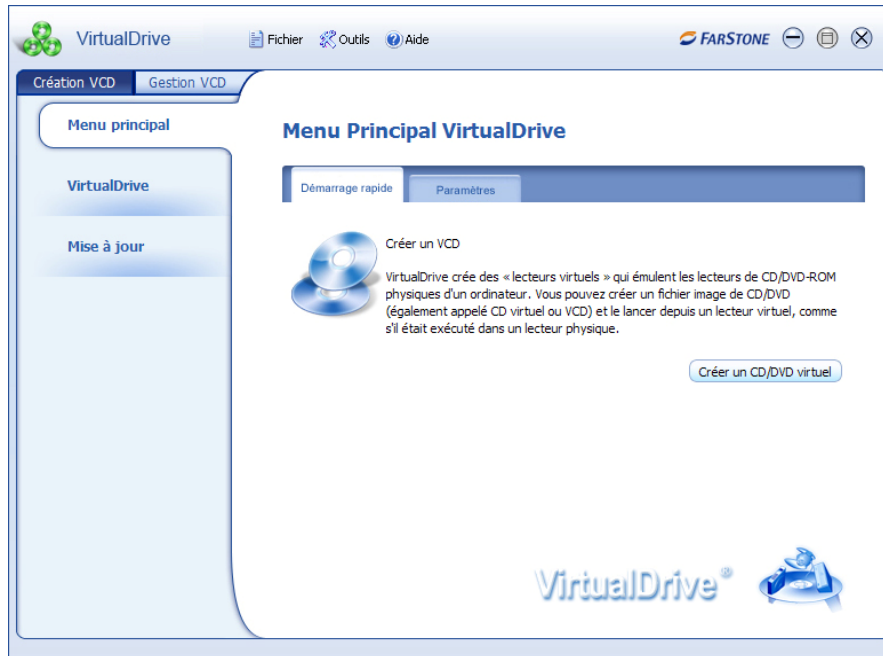 VirtualDrive
Fichier Outils Aide
FARSTONE
Création VCD Gestion VCD
Menu principal
VirtualDrive
Mise à jour
Menu Principal VirtualDrive
Démarrage rapide Paramètres
Créer un VCD
VirtualDrive crée des « lecteurs virtuels » qui émulent les lecteurs de CD/DVD-ROM
physiques d'un ordinateur. Vous pouvez créer un fichier image de CD/DVD
(également appelé CD virtuel ou VCD) et le lancer depuis un lecteur virtuel, comme
s'il était exécuté dans un lecteur physique.
Créer un CD/DVD virtuel
VirtualDrive®